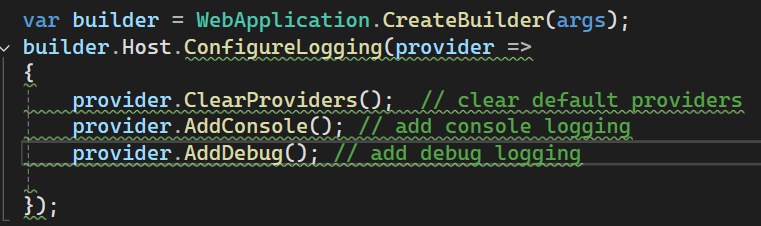 var builder = WebApplication.CreateBuilder(args);
builder.Host.ConfigureLogging(provider =>
{
    provider.ClearProviders();  // clear default providers
    provider.AddConsole(); // add console logging
    provider.AddDebug(); // add debug logging
});